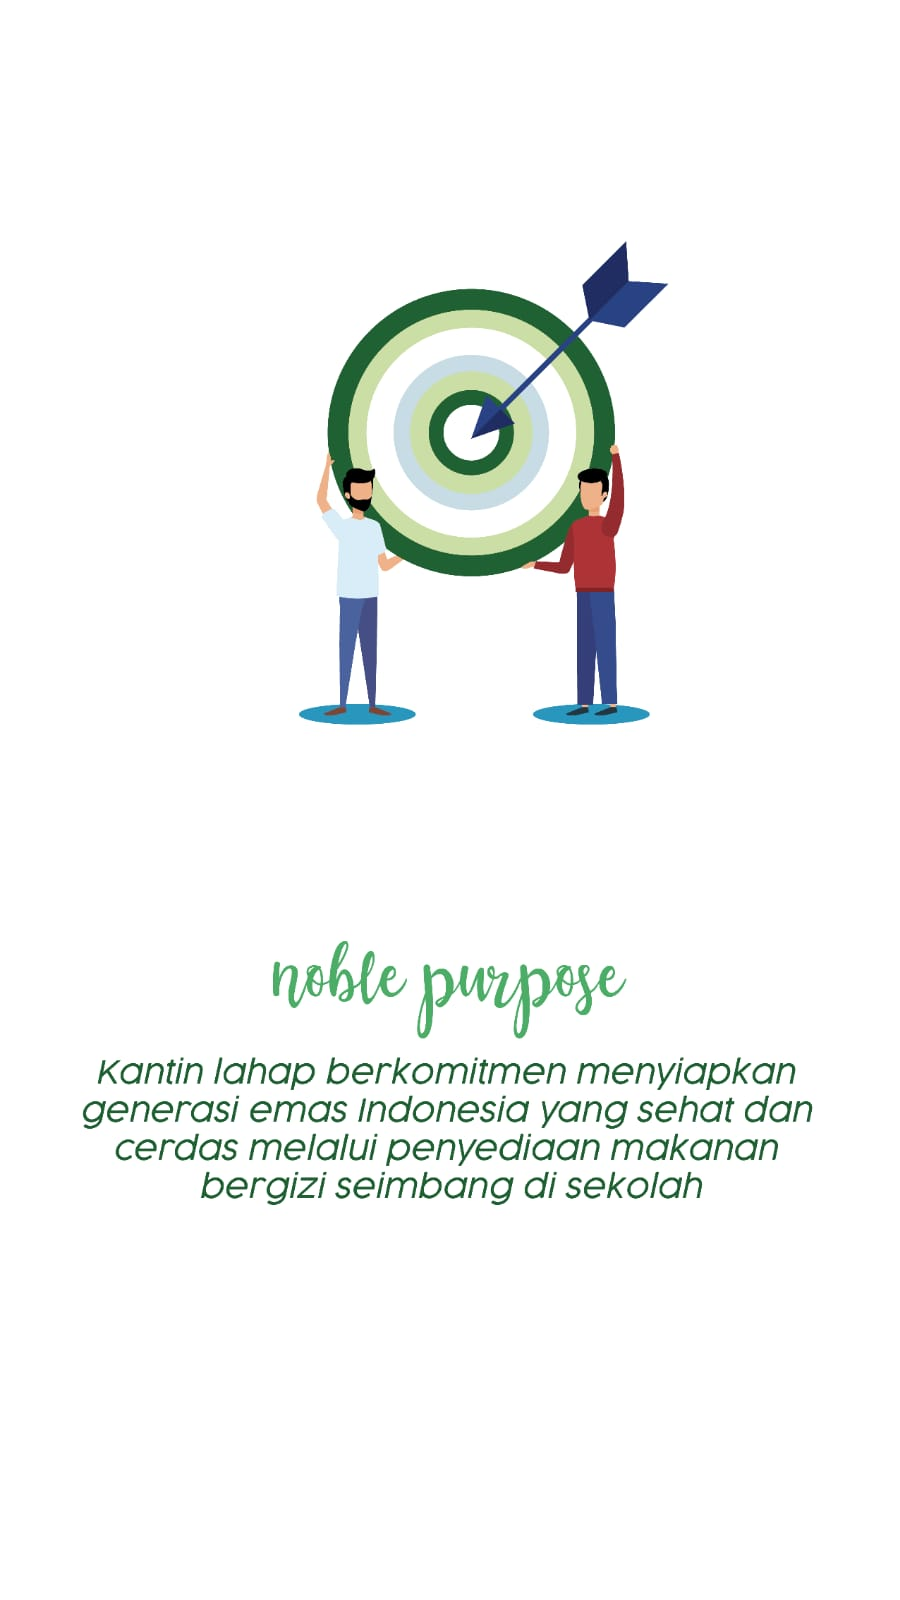 noble purpose
Kantin lahap berkomitmen menyiapkan
generasi emas Indonesia yang sehat dan
cerdas melalui penyediaan makanan
bergizi seimbang di sekolah